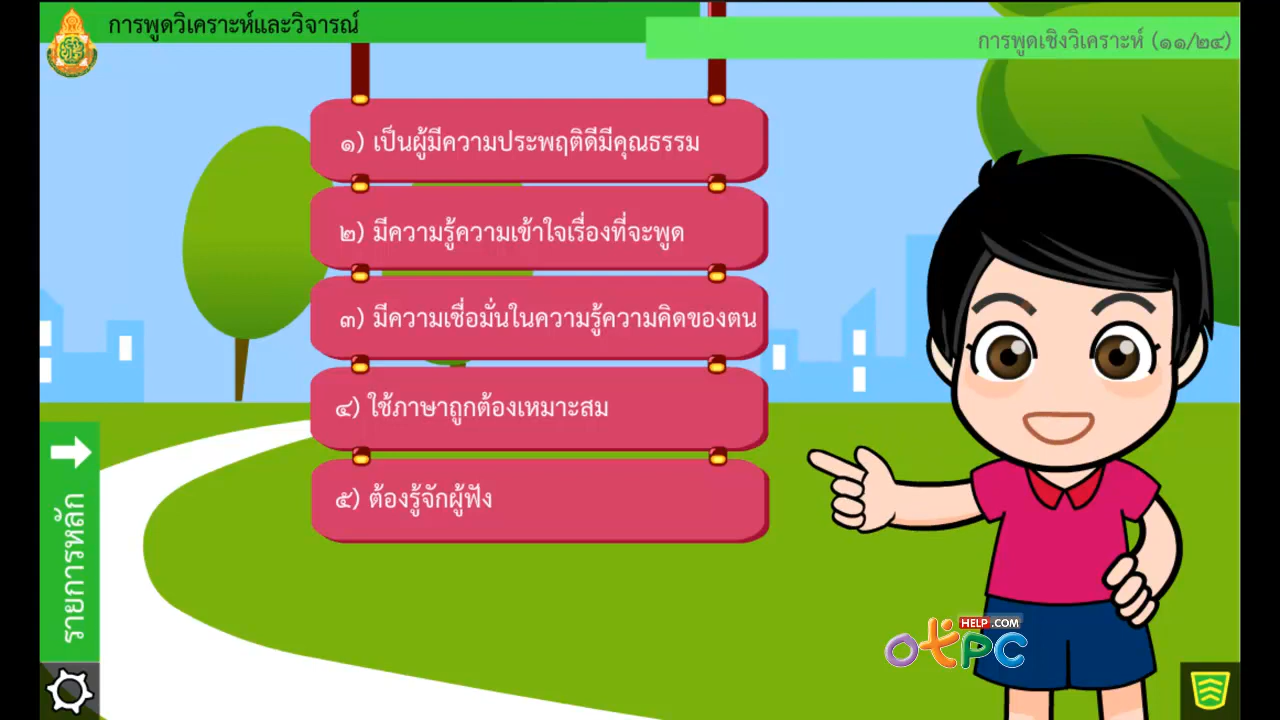 การพูดวิเคราะห์และวิจารณ์
การพูดเชิงวิเคราะห์ (๑๑/๒๔)
๑) เป็นผู้มีความประพฤติดีมีคุณธรรม
๒) มีความรู้ความเข้าใจเรื่องที่จะพูด
๓) มีความเชื่อมั่นในความรู้ความคิดของตน
๔) ใช้ภาษาถูกต้องเหมาะสม
๕) ต้องรู้จักผู้ฟัง
รายการหลัก
HELP.COM
otpc